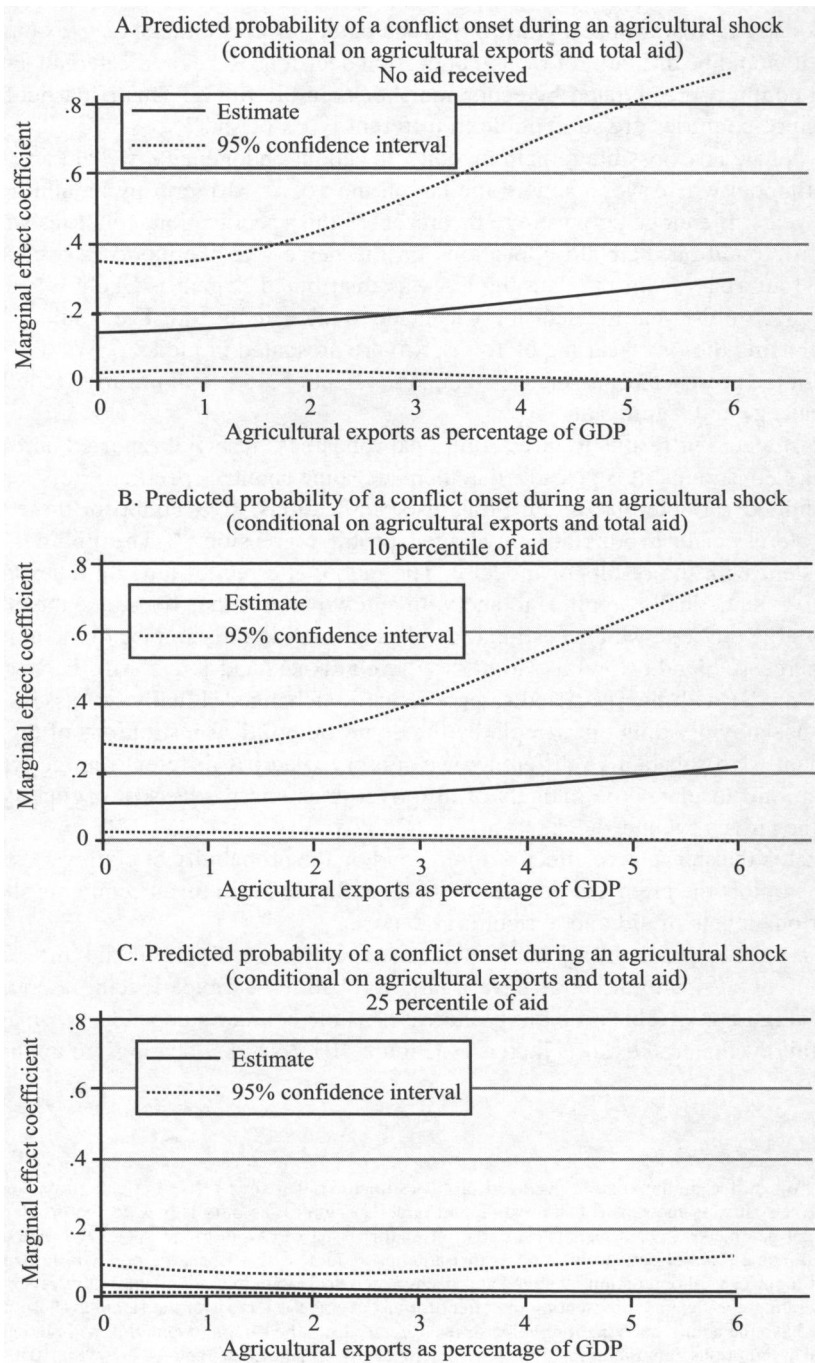 A. Predicted probability of a conflict onset during an agricultural shock
(conditional on agricultural exports and total aid)
No aid received
Marginal effect coefficient
.8
.6
.4
.2
0
Estimate
95% confidence interval
0 1 2 3 4 5 6
Agricultural exports as percentage of GDP
B. Predicted probability of a conflict onset during an agricultural shock
(conditional on agricultural exports and total aid)
10 percentile of aid
Marginal effect coefficient
.8
.6
.4
.2
0
Estimate
95% confidence interval
0 1 2 3 4 5 6
Agricultural exports as percentage of GDP
C. Predicted probability of a conflict onset during an agricultural shock
(conditional on agricultural exports and total aid)
25 percentile of aid
Marginal effect coefficient
.8
.6
.4
.2
0
Estimate
95% confidence interval
0 1 2 3 4 5 6
Agricultural exports as percentage of GDP